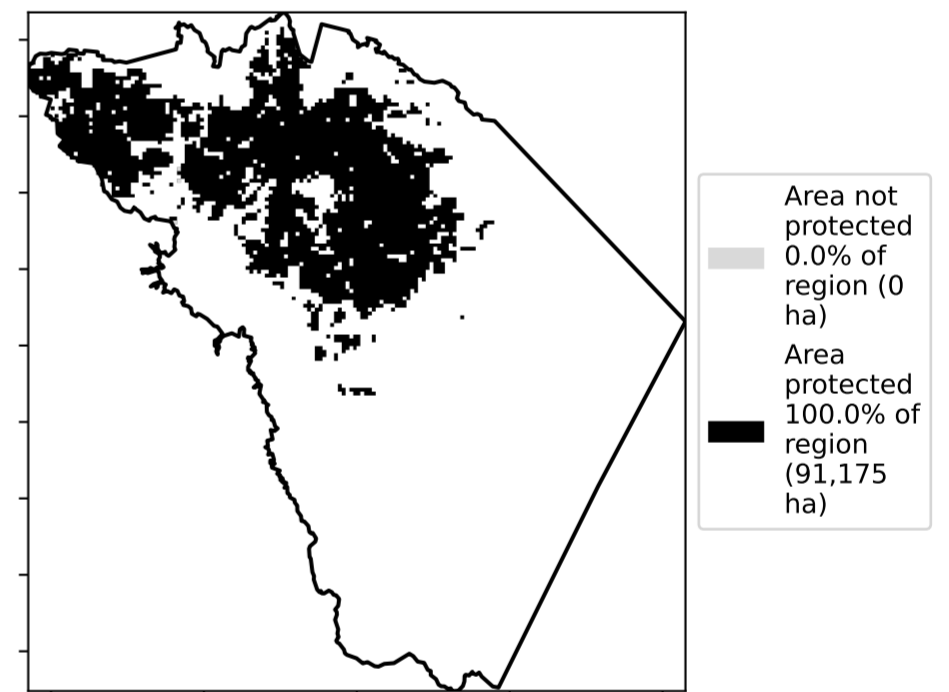 Area not
protected
0.0% of
region (0
ha)
Area
protected
100.0% of
region
(91,175
ha)